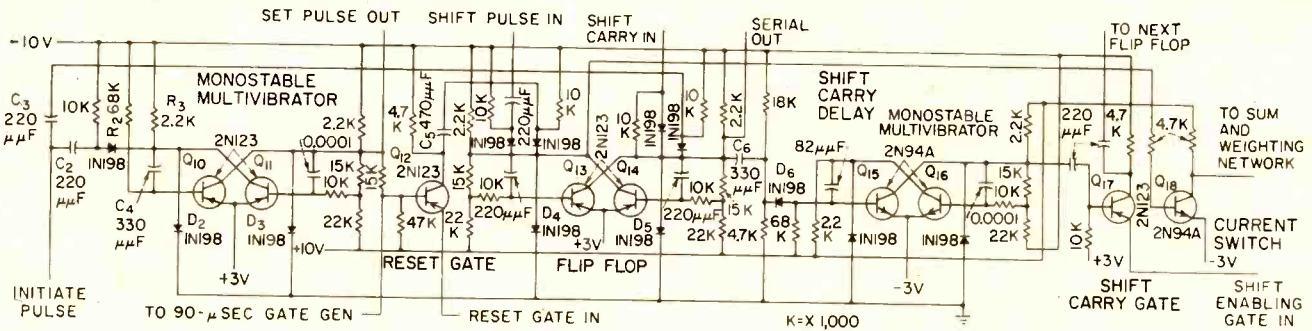 SET PULSE OUT
SHIFT PULSE IN
SHIFT CARRY IN
SERIAL OUT
TO NEXT FLIP FLOP
-10V
MONOSTABLE MULTIVIBRATOR
C3 220 μμF
10K
R2 68K
R3 2.2K
C2 220 μμF
IN198
C4 330 μμF
Q10
2N123
Q11
D2 IN198
D3 IN198
+3V
2.2K
0.0001
15K
15K
10K
22K
+10V
4.7K
C5 470μμF
Q12 2N123
47K
22K
RESET GATE
2.2K
10K
220μμF
10K
IN198
IN198
15K
10K
220μμF
D4 IN198
Q13
2N123
Q14
+3V
FLIP FLOP
10K
IN198
IN198
10K
2.2K
D5 IN198
220μμF
10K
15K
22K
C6 330 μμF
18K
4.7K
D6 IN198
68K
2.2K
SHIFT CARRY DELAY
MONOSTABLE MULTIVIBRATOR
82μμF
2N94A
Q15
Q16
IN198
IN198
-3V
2.2K
15K
10K
0.0001
22K
220 μμF
4.7K
Q17
2N123
10K
+3V
4.7K
Q18
2N94A
-3V
TO SUM AND WEIGHTING NETWORK
CURRENT SWITCH
SHIFT CARRY GATE
SHIFT ENABLING GATE IN
INITIATE PULSE
TO 90-μSEC GATE GEN
RESET GATE IN
K=X 1,000